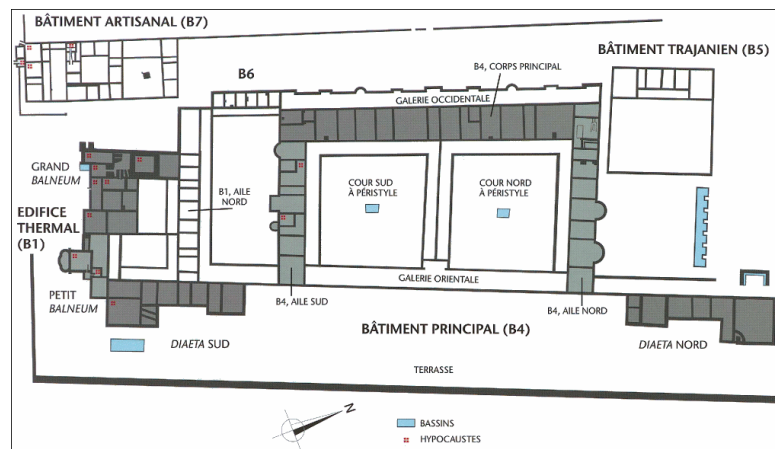 BÂTIMENT ARTISANAL (B7)
BÂTIMENT TRAJANIEN (B5)
B6
B4, CORPS PRINCIPAL
GALERIE OCCIDENTALE
GRAND
BALNEUM
B1, AILE
NORD
COUR SUD
À PÉRISTYLE
COUR NORD
À PÉRISTYLE
EDIFICE
THERMAL
(B1)
GALERIE ORIENTALE
PETIT
BALNEUM
B4, AILE SUD
B4, AILE NORD
BÂTIMENT PRINCIPAL (B4)
DIAETA SUD
DIAETA NORD
TERRASSE
N
BASSINS
HYPOCAUSTES